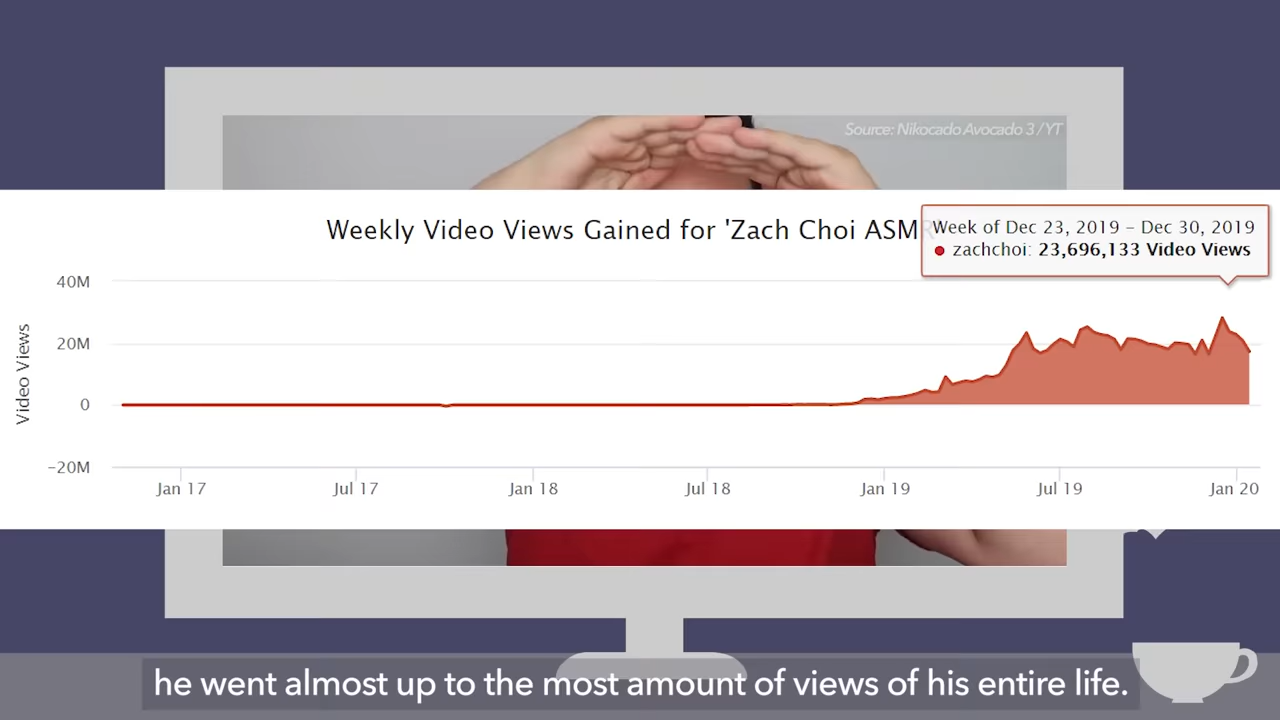 Source: Nikocado Avocado 3 / YT
Weekly Video Views Gained for 'Zach Choi ASMR'
Week of Dec 23, 2019 – Dec 30, 2019
zachchoi: 23,696,133 Video Views
Video Views
40M
20M
0
−20M
Jan 17
Jul 17
Jan 18
Jul 18
Jan 19
Jul 19
Jan 20
he went almost up to the most amount of views of his entire life.